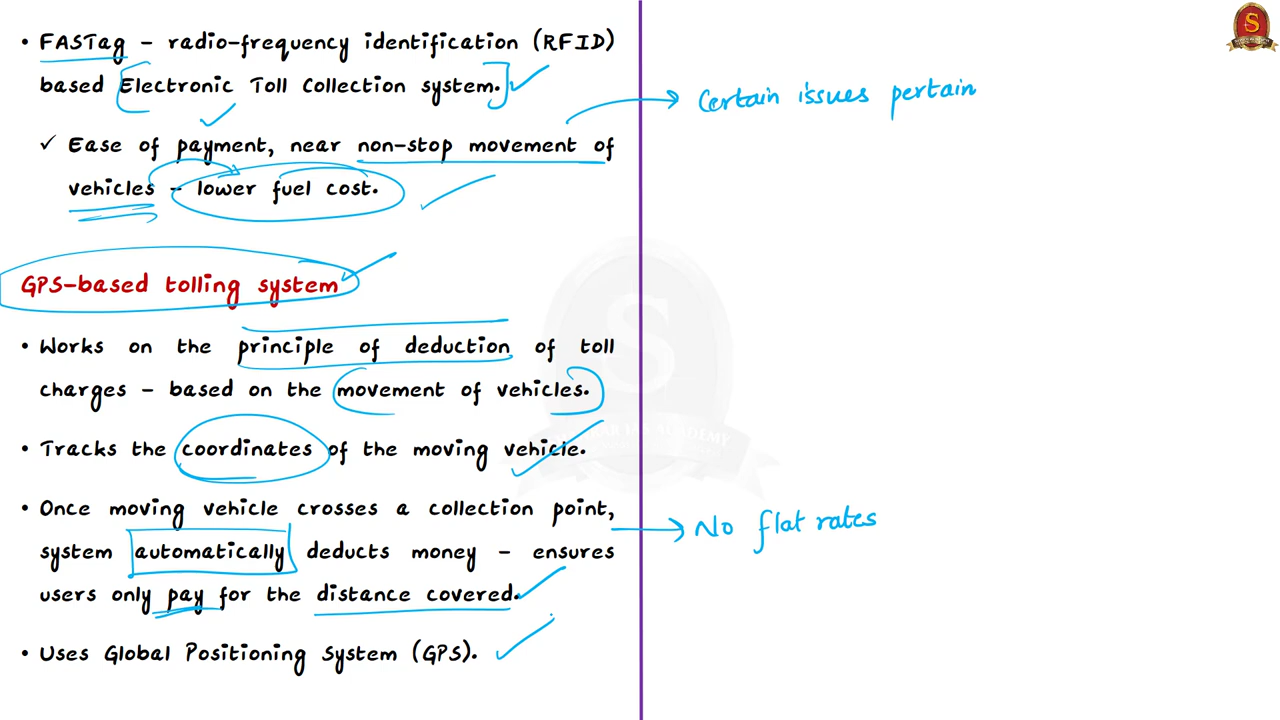 • FASTag – radio-frequency identification (RFID)
based Electronic Toll Collection system.
✓ Ease of payment, near non-stop movement of
vehicles – lower fuel cost.
GPS-based tolling system
• Works on the principle of deduction of toll
charges – based on the movement of vehicles.
• Tracks the coordinates of the moving vehicle.
• Once moving vehicle crosses a collection point,
system automatically deducts money – ensures
users only pay for the distance covered.
• Uses Global Positioning System (GPS).
Certain issues pertain
No flat rates
S
S
ACADEMY